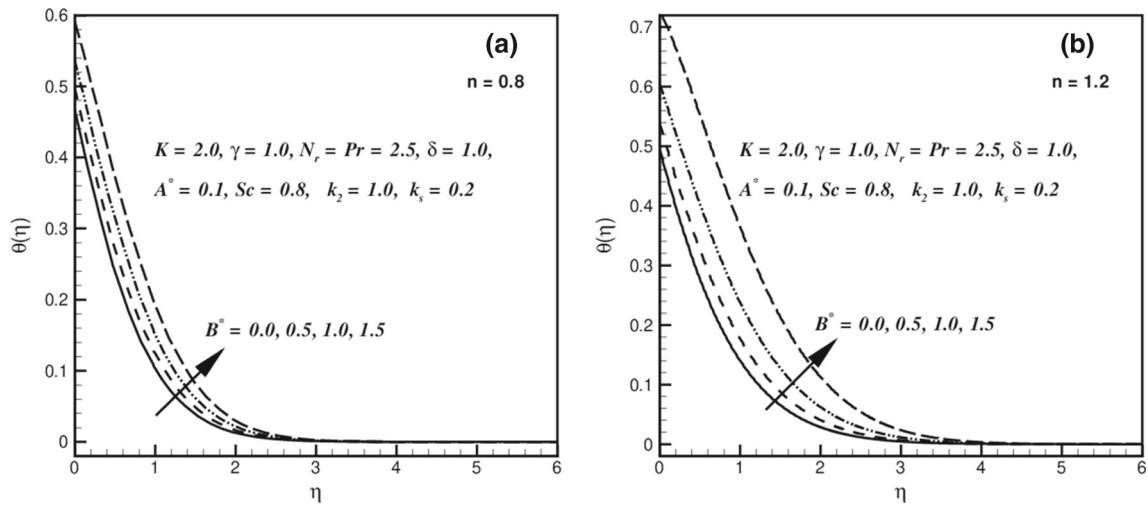 (a)
n = 0.8
K = 2.0, γ = 1.0, N_r = Pr = 2.5, δ = 1.0,
A* = 0.1, Sc = 0.8, k_2 = 1.0, k_s = 0.2
B* = 0.0, 0.5, 1.0, 1.5
θ(η)
0.6
0.5
0.4
0.3
0.2
0.1
0
0 1 2 3 4 5 6
η
(b)
n = 1.2
K = 2.0, γ = 1.0, N_r = Pr = 2.5, δ = 1.0,
A* = 0.1, Sc = 0.8, k_2 = 1.0, k_s = 0.2
B* = 0.0, 0.5, 1.0, 1.5
θ(η)
0.7
0.6
0.5
0.4
0.3
0.2
0.1
0
0 1 2 3 4 5 6
η